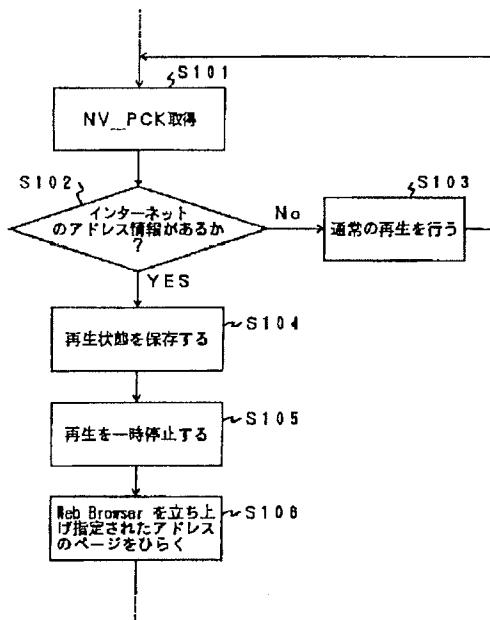 S101
NV_PCK取得
S102
インターネット
のアドレス情報があるか
?
No
S103
通常の再生を行う
YES
再生状態を保存する
S104
再生を一時停止する
S105
Web Browser を立ち上
げ指定されたアドレス
のページをひらく
S106